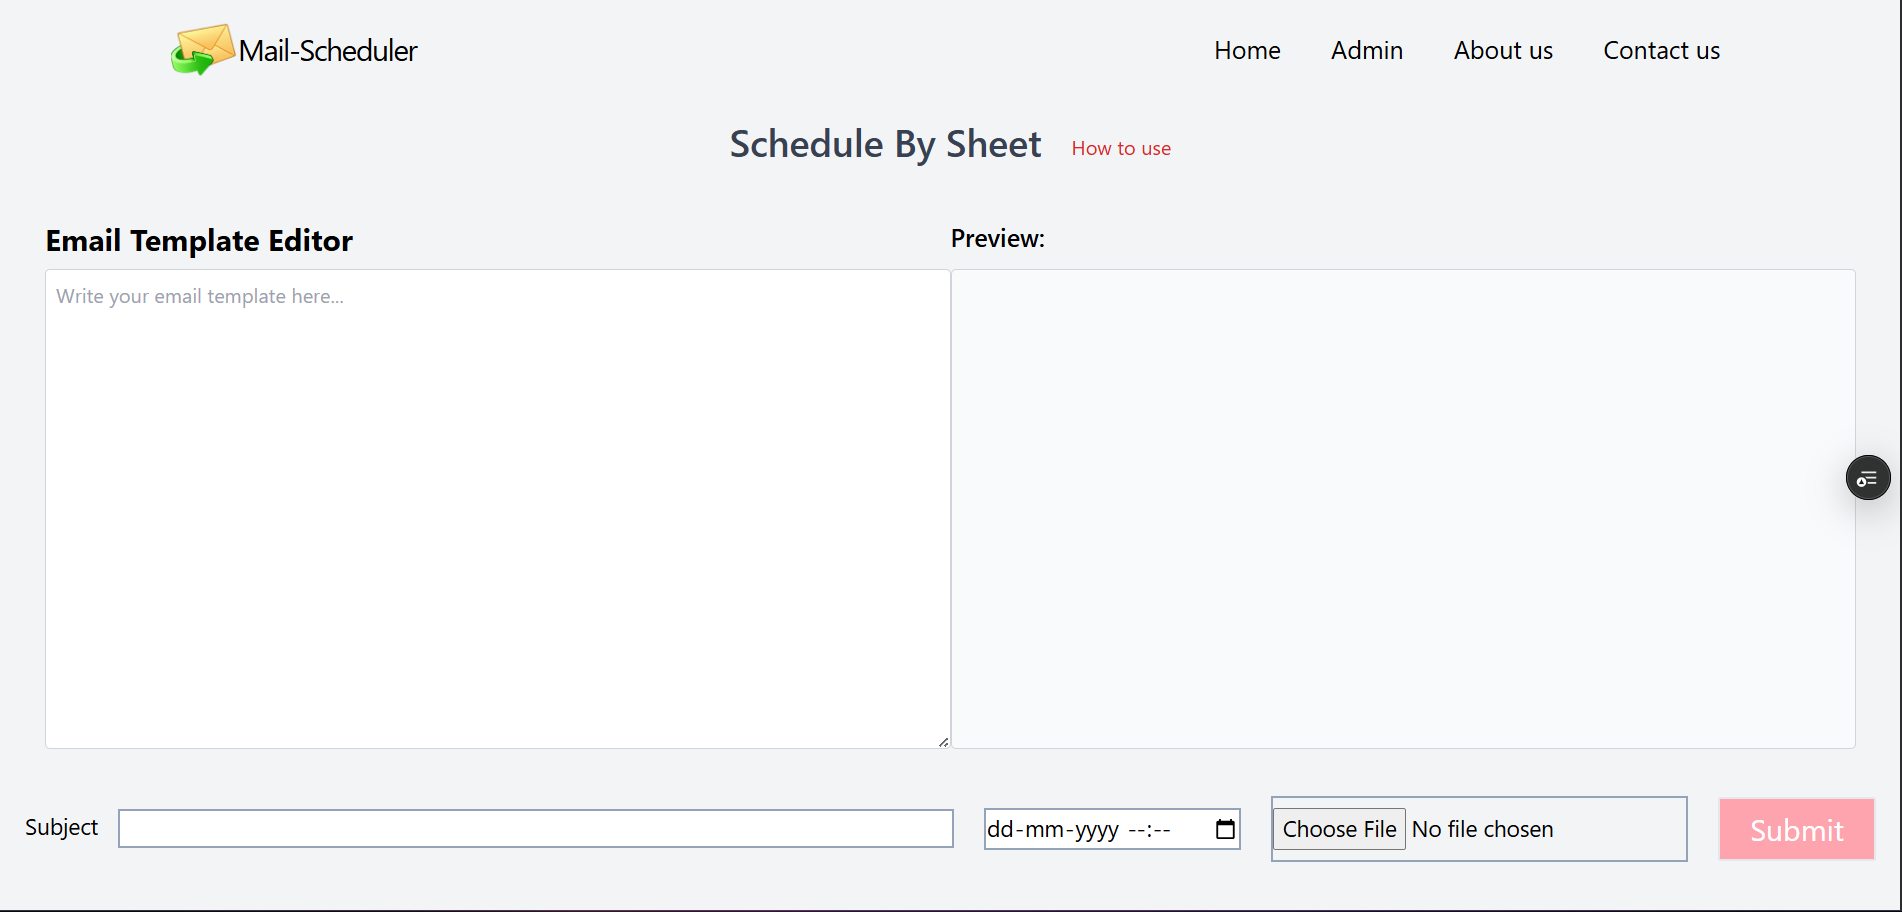 Mail-Scheduler
Home Admin About us Contact us
Schedule By Sheet How to use
Email Template Editor
Preview:
Write your email template here...
Subject
dd-mm-yyyy --:--
Choose File No file chosen
Submit